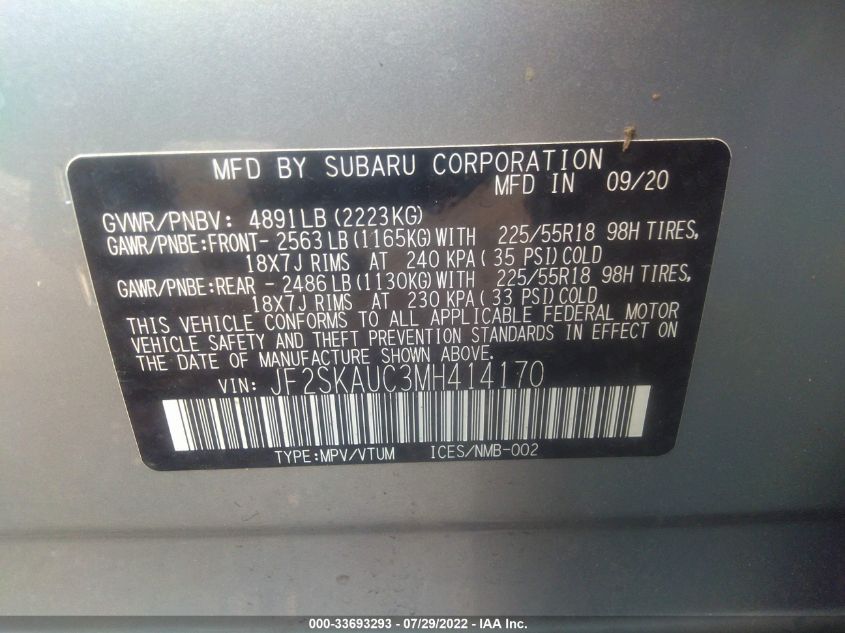 MFD BY SUBARU CORPORATION
MFD IN 09/20
GVWR/PNBV: 4891LB (2223KG)
GAWR/PNBE:FRONT- 2563 LB (1165KG) WITH 225/55R18 98H TIRES,
18X7J RIMS AT 240 KPA ( 35 PSI) COLD
GAWR/PNBE:REAR - 2486 LB (1130KG) WITH 225/55R18 98H TIRES,
18X7J RIMS AT 230 KPA ( 33 PSI) COLD
THIS VEHICLE CONFORMS TO ALL APPLICABLE FEDERAL MOTOR
VEHICLE SAFETY AND THEFT PREVENTION STANDARDS IN EFFECT ON
THE DATE OF MANUFACTURE SHOWN ABOVE.
VIN: JF2SKAUC3MH414170
TYPE:MPV/VTUM ICES/NMB-002
000-33693293 - 07/29/2022 - IAA Inc.